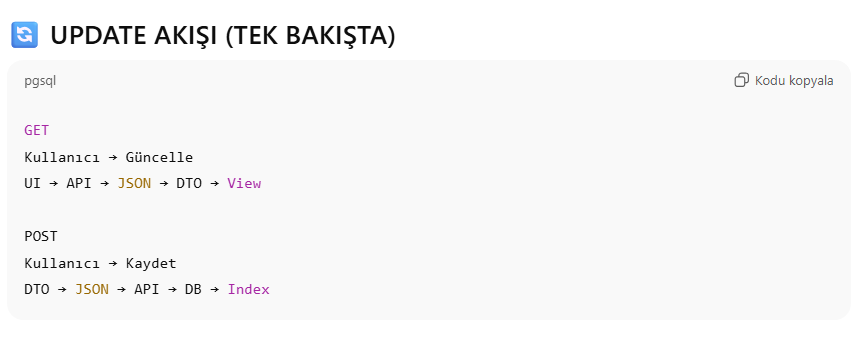 UPDATE AKIŞI (TEK BAKIŞTA)
pgsql
Kodu kopyala
GET
Kullanıcı → Güncelle
UI → API → JSON → DTO → View
POST
Kullanıcı → Kaydet
DTO → JSON → API → DB → Index